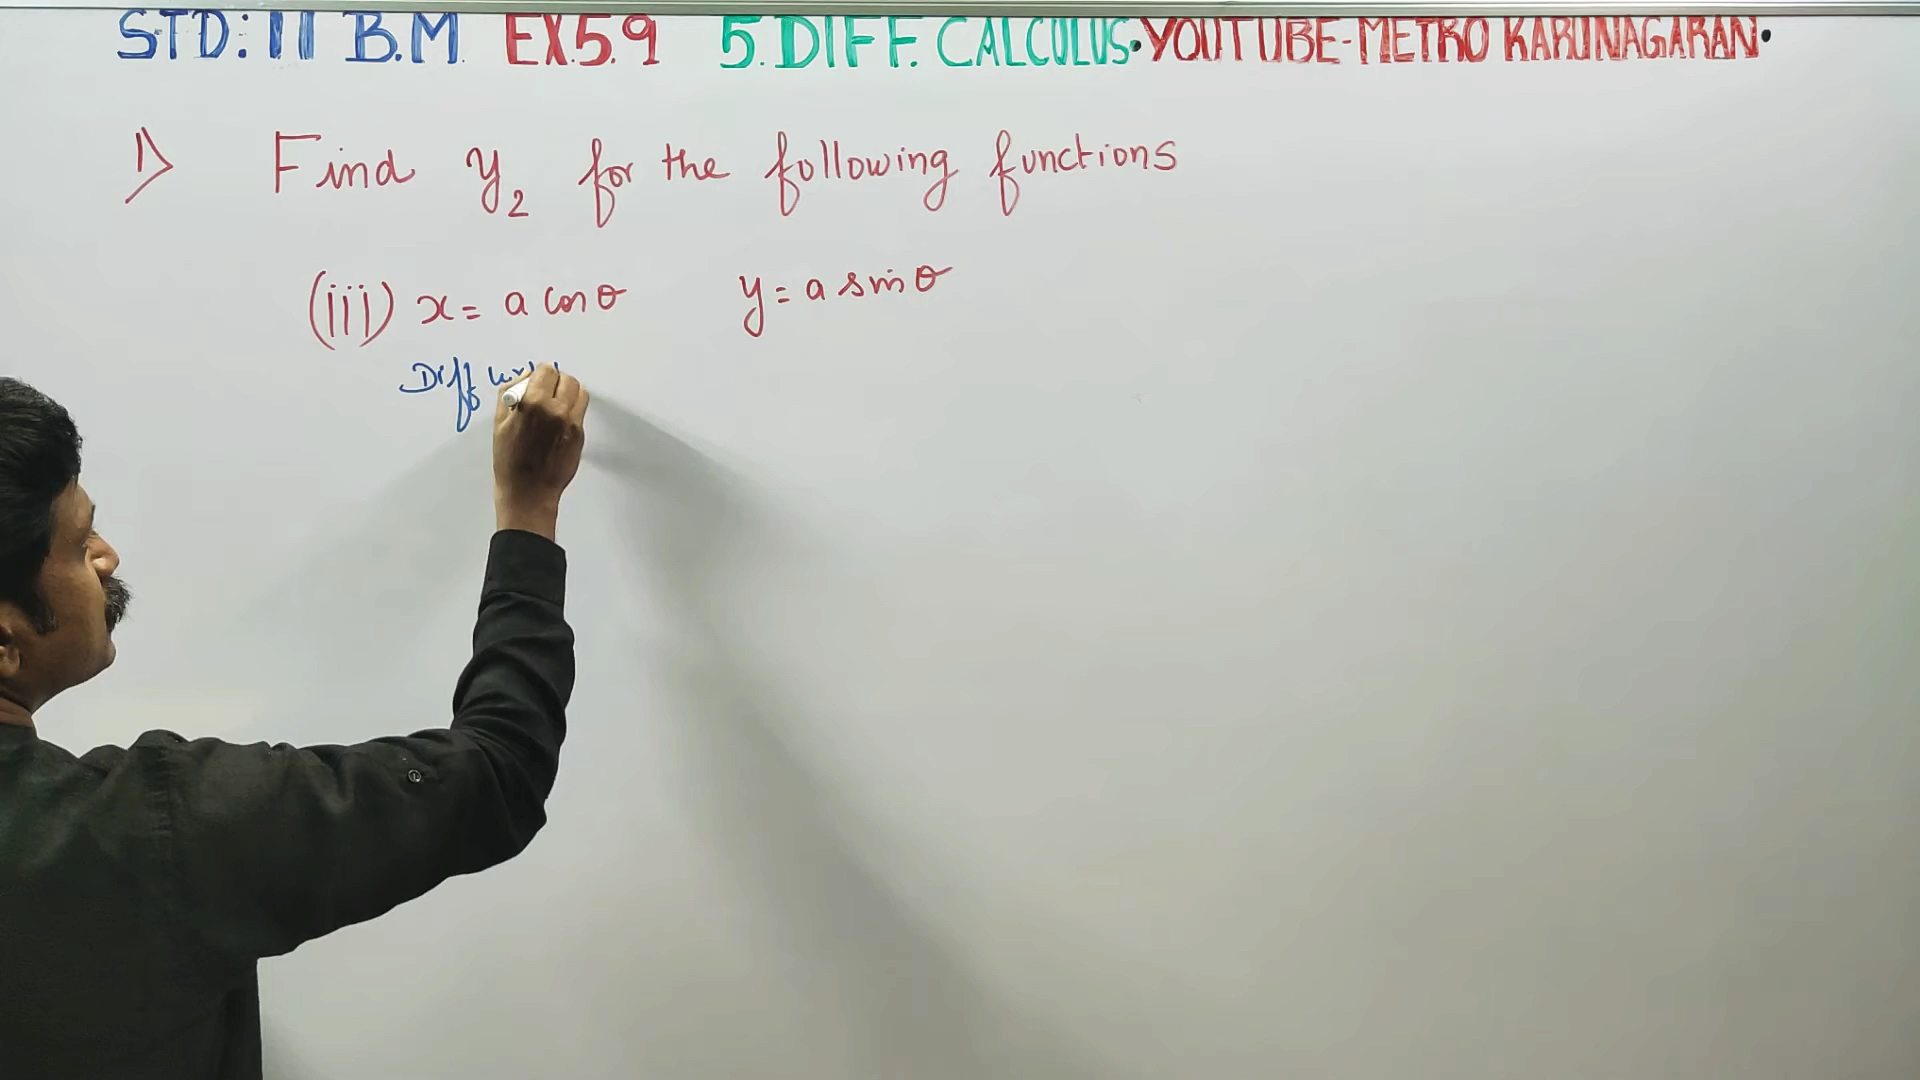 STD: 11 B.M. EX.5.9 5. DIFF. CALCULUS. YOUTUBE-METRO KARUNAGARAN.
1) Find y₂ for the following functions
(iii) x = a cos θ y = a sin θ
Diff